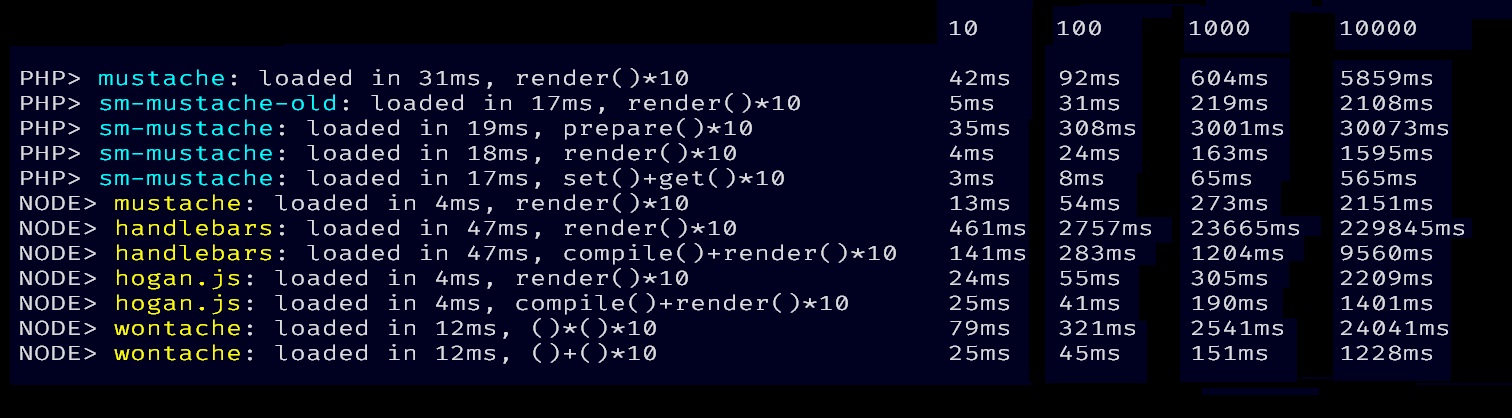 10 100 1000 10000
PHP> mustache: loaded in 31ms, render()*10 42ms 92ms 604ms 5859ms
PHP> sm-mustache-old: loaded in 17ms, render()*10 5ms 31ms 219ms 2108ms
PHP> sm-mustache: loaded in 19ms, prepare()*10 35ms 308ms 3001ms 30073ms
PHP> sm-mustache: loaded in 18ms, render()*10 4ms 24ms 163ms 1595ms
PHP> sm-mustache: loaded in 17ms, set()+get()*10 3ms 8ms 65ms 565ms
NODE> mustache: loaded in 4ms, render()*10 13ms 54ms 273ms 2151ms
NODE> handlebars: loaded in 47ms, render()*10 461ms 2757ms 23665ms 229845ms
NODE> handlebars: loaded in 47ms, compile()+render()*10 141ms 283ms 1204ms 9560ms
NODE> hogan.js: loaded in 4ms, render()*10 24ms 55ms 305ms 2209ms
NODE> hogan.js: loaded in 4ms, compile()+render()*10 25ms 41ms 190ms 1401ms
NODE> wontache: loaded in 12ms, ()*()*10 79ms 321ms 2541ms 24041ms
NODE> wontache: loaded in 12ms, ()+()*10 25ms 45ms 151ms 1228ms